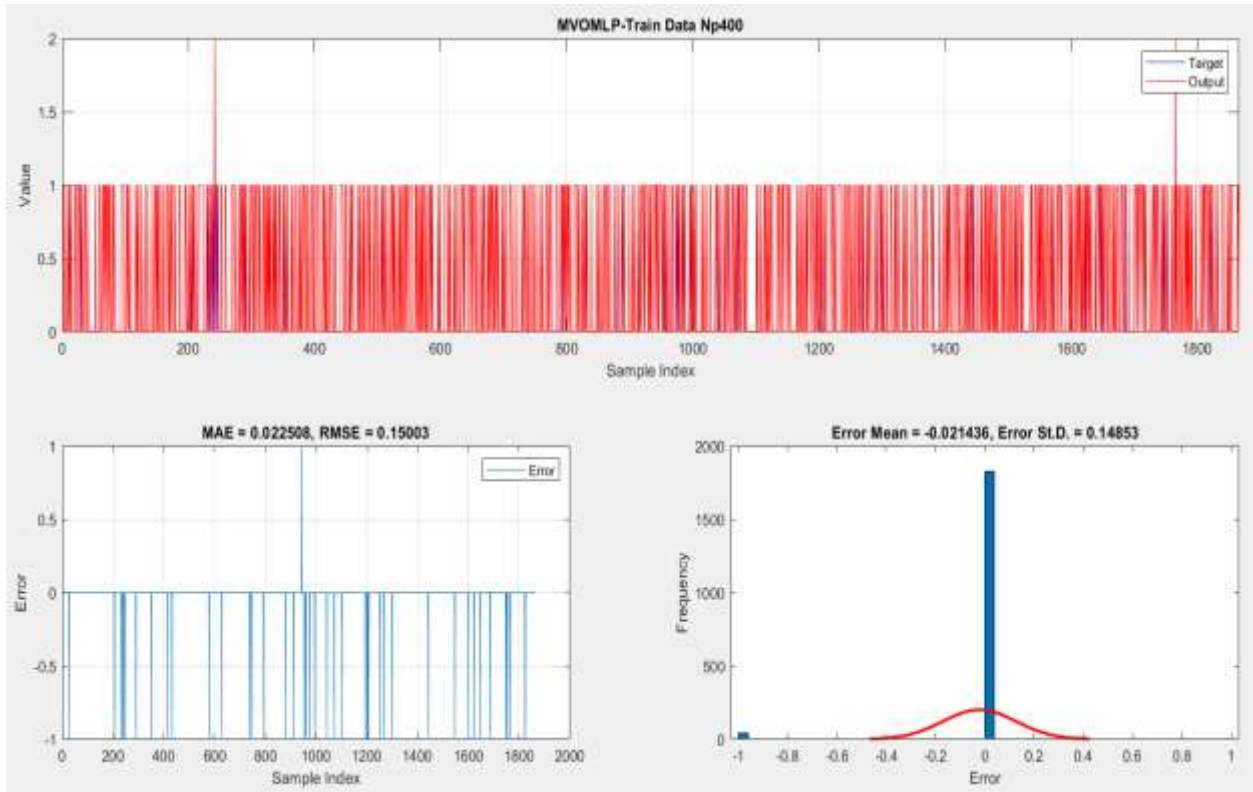 MVOMLP-Train Data Np400
2
1.5
1
0.5
0
Value
0 200 400 600 800 1000 1200 1400 1600 1800
Sample Index
Target
Output
MAE = 0.022508, RMSE = 0.15003
1
0.5
0
-0.5
-1
Error
0 200 400 600 800 1000 1200 1400 1600 1800 2000
Sample Index
Error
Error Mean = -0.021436, Error St.D. = 0.14853
2000
1500
1000
500
0
Frequency
-1 -0.8 -0.6 -0.4 -0.2 0 0.2 0.4 0.6 0.8 1
Error